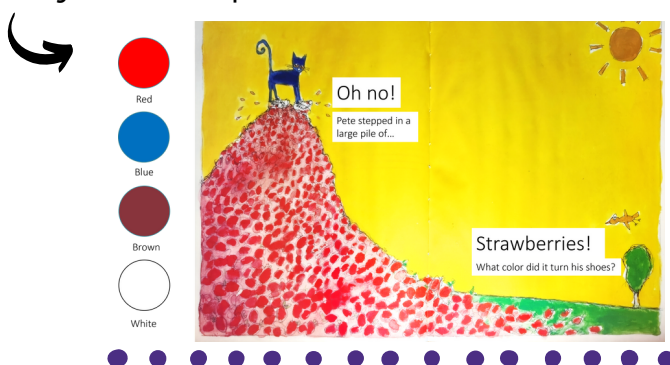 Red
Blue
Brown
White
Oh no!
Pete stepped in a
large pile of...
Strawberries!
What color did it turn his shoes?